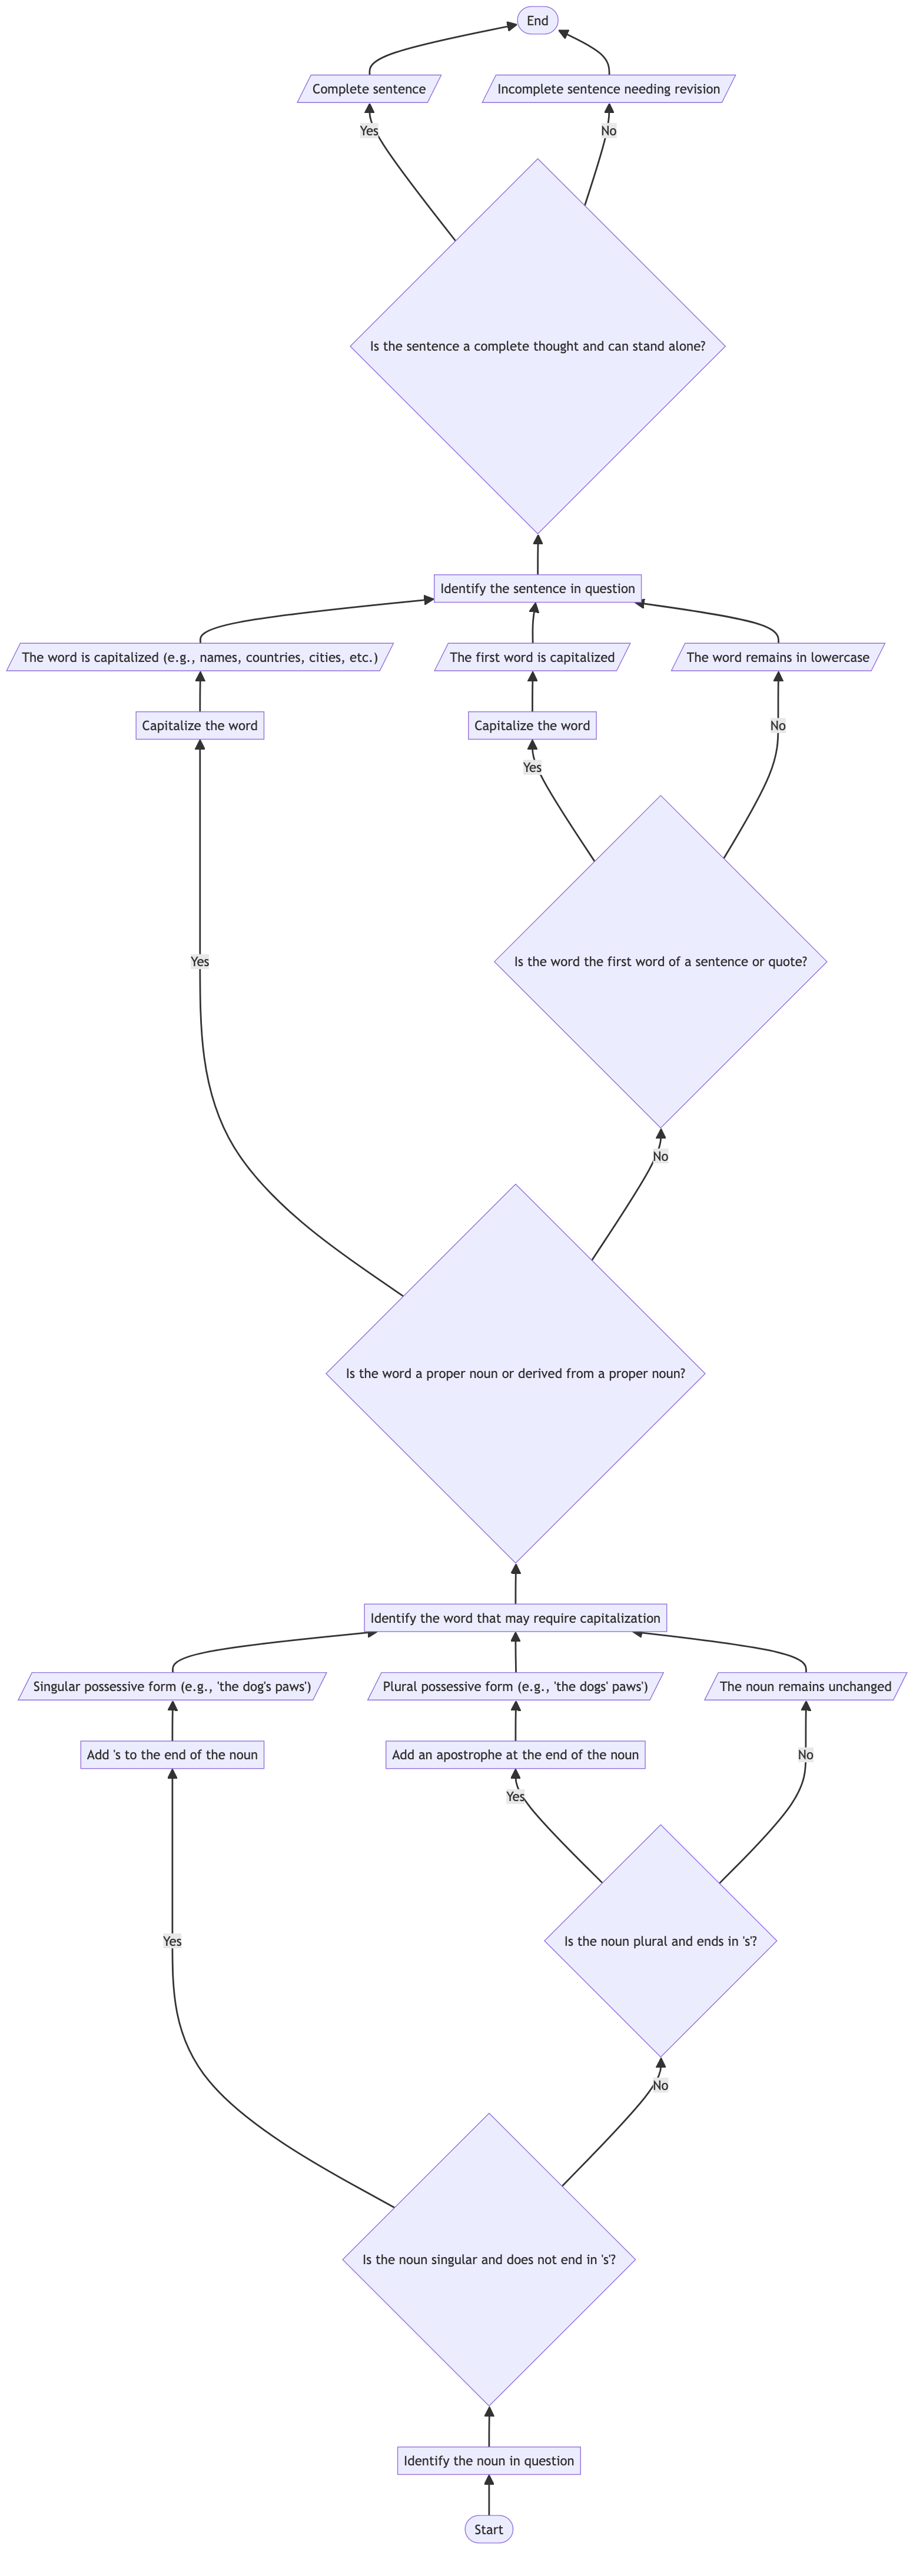 End
Complete sentence
Incomplete sentence needing revision
Yes
No
Is the sentence a complete thought and can stand alone?
Identify the sentence in question
The word is capitalized (e.g., names, countries, cities, etc.)
The first word is capitalized
The word remains in lowercase
Capitalize the word
Capitalize the word
No
Yes
Yes
Is the word the first word of a sentence or quote?
No
Is the word a proper noun or derived from a proper noun?
Identify the word that may require capitalization
Singular possessive form (e.g., 'the dog's paws')
Plural possessive form (e.g., 'the dogs' paws')
The noun remains unchanged
Add 's to the end of the noun
Add an apostrophe at the end of the noun
No
Yes
Yes
Is the noun plural and ends in 's'?
No
Is the noun singular and does not end in 's'?
Identify the noun in question
Start